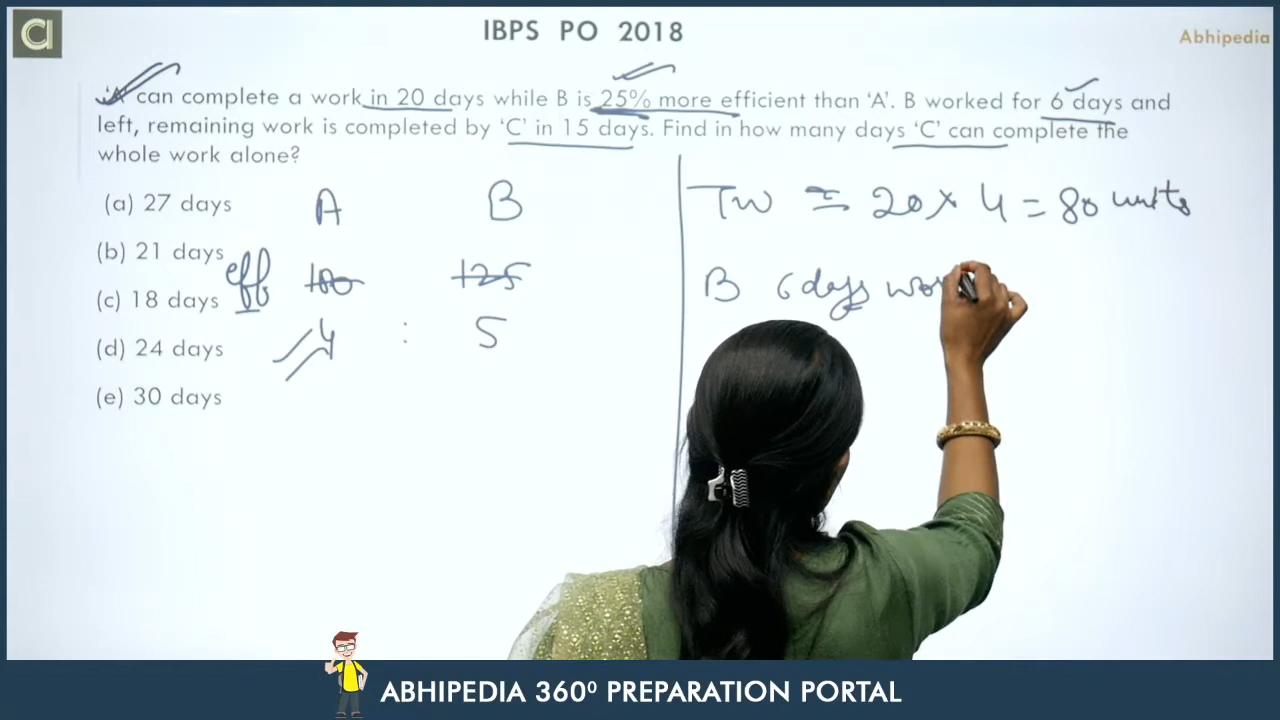 IBPS PO 2018
Abhipedia
'A' can complete a work in 20 days while B is 25% more efficient than 'A'. B worked for 6 days and
left, remaining work is completed by 'C' in 15 days. Find in how many days 'C' can complete the
whole work alone?
(a) 27 days
(b) 21 days
(c) 18 days
(d) 24 days
(e) 30 days
A B
eff 100 125
4 : 5
TW = 20 × 4 = 80 units
B 6 days wor
ABHIPEDIA 360⁰ PREPARATION PORTAL